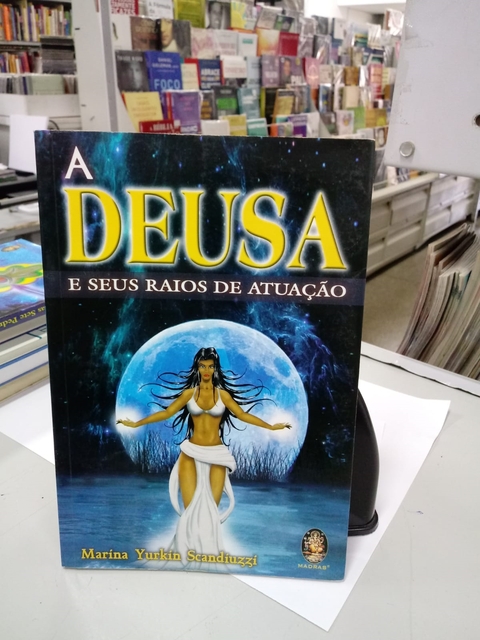 FOCO
A
DEUSA
E SEUS RAIOS DE ATUAÇÃO
Marina Yurkin Scandiuzzi
MADRAS®